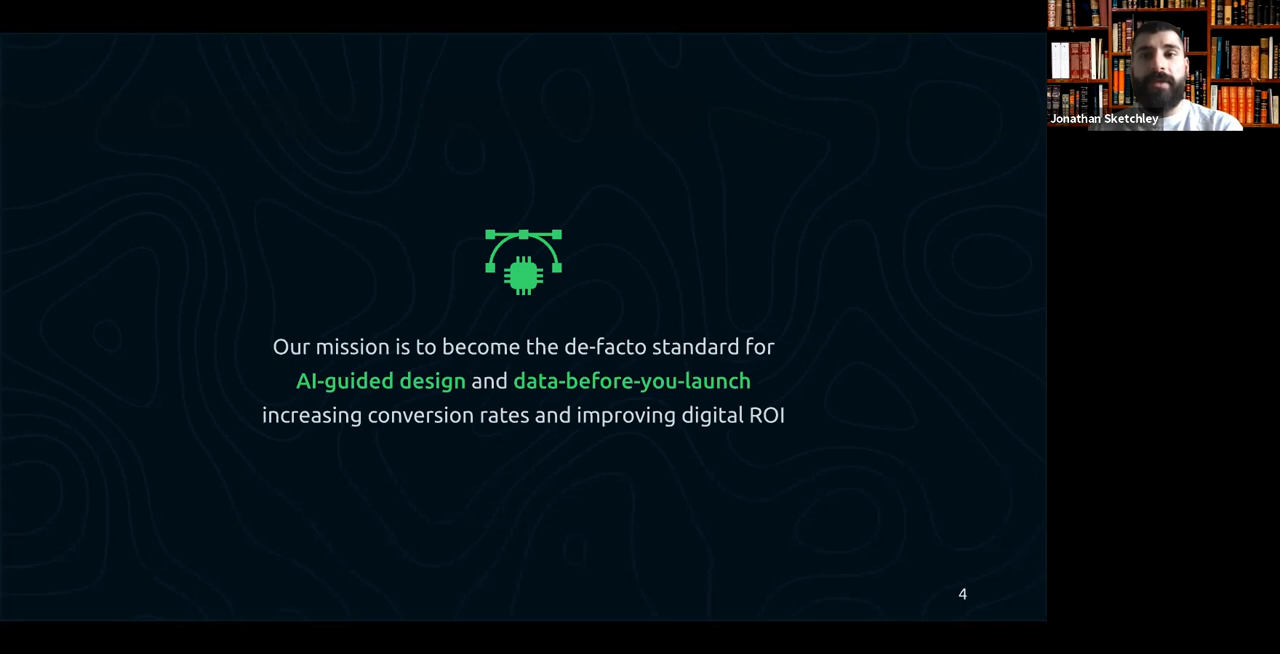 Jonathan Sketchley
Our mission is to become the de-facto standard for
AI-guided design and data-before-you-launch
increasing conversion rates and improving digital ROI
4